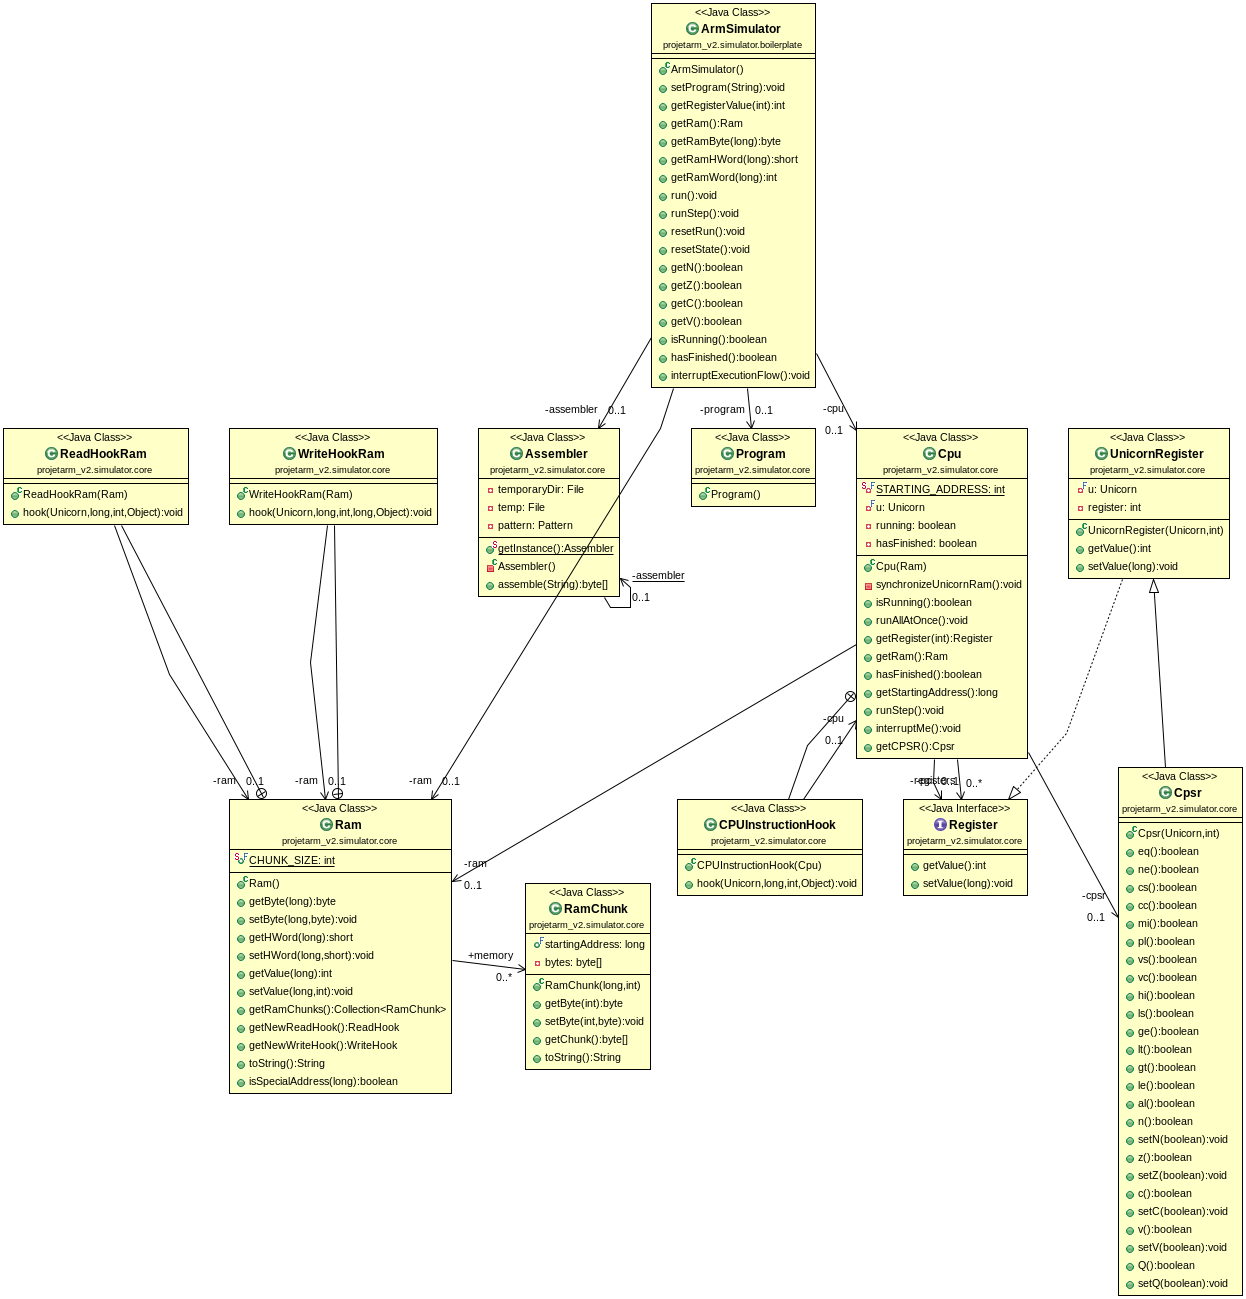 <<Java Class>>
ArmSimulator
projetarm_v2.simulator.boilerplate
ArmSimulator()
setProgram(String):void
getRegisterValue(int):int
getRam():Ram
getRamByte(long):byte
getRamHWord(long):short
getRamWord(long):int
run():void
runStep():void
resetRun():void
resetState():void
getN():boolean
getZ():boolean
getC():boolean
getV():boolean
isRunning():boolean
hasFinished():boolean
interruptExecutionFlow():void
-assembler 0..1
-program 0..1
-cpu
0..1
<<Java Class>>
ReadHookRam
projetarm_v2.simulator.core
ReadHookRam(Ram)
hook(Unicorn,long,int,Object):void
<<Java Class>>
WriteHookRam
projetarm_v2.simulator.core
WriteHookRam(Ram)
hook(Unicorn,long,int,long,Object):void
<<Java Class>>
Assembler
projetarm_v2.simulator.core
temporaryDir: File
temp: File
pattern: Pattern
getInstance():Assembler
Assembler()
assemble(String):byte[]
-assembler
0..1
<<Java Class>>
Program
projetarm_v2.simulator.core
Program()
<<Java Class>>
Cpu
projetarm_v2.simulator.core
STARTING_ADDRESS: int
u: Unicorn
running: boolean
hasFinished: boolean
Cpu(Ram)
synchronizeUnicornRam():void
isRunning():boolean
runAllAtOnce():void
getRegister(int):Register
getRam():Ram
hasFinished():boolean
getStartingAddress():long
runStep():void
interruptMe():void
getCPSR():Cpsr
<<Java Class>>
UnicornRegister
projetarm_v2.simulator.core
u: Unicorn
register: int
UnicornRegister(Unicorn,int)
getValue():int
setValue(long):void
-cpu
0..1
-ram 0..1
-ram 0..1
-ram 0..1
-registers 0..1 0..*
<<Java Class>>
Ram
projetarm_v2.simulator.core
CHUNK_SIZE: int
Ram()
getByte(long):byte
setByte(long,byte):void
getHWord(long):short
setHWord(long,short):void
getValue(long):int
setValue(long,int):void
getRamChunks():Collection<RamChunk>
getNewReadHook():ReadHook
getNewWriteHook():WriteHook
toString():String
isSpecialAddress(long):boolean
-ram
0..1
+memory
0..*
<<Java Class>>
RamChunk
projetarm_v2.simulator.core
startingAddress: long
bytes: byte[]
RamChunk(long,int)
getByte(int):byte
setByte(int,byte):void
getChunk():byte[]
toString():String
<<Java Class>>
CPUInstructionHook
projetarm_v2.simulator.core
CPUInstructionHook(Cpu)
hook(Unicorn,long,int,Object):void
<<Java Interface>>
Register
projetarm_v2.simulator.core
getValue():int
setValue(long):void
-cpsr
0..1
<<Java Class>>
Cpsr
projetarm_v2.simulator.core
Cpsr(Unicorn,int)
eq():boolean
ne():boolean
cs():boolean
cc():boolean
mi():boolean
pl():boolean
vs():boolean
vc():boolean
hi():boolean
ls():boolean
ge():boolean
lt():boolean
gt():boolean
le():boolean
al():boolean
n():boolean
setN(boolean):void
z():boolean
setZ(boolean):void
c():boolean
setC(boolean):void
v():boolean
setV(boolean):void
Q():boolean
setQ(boolean):void